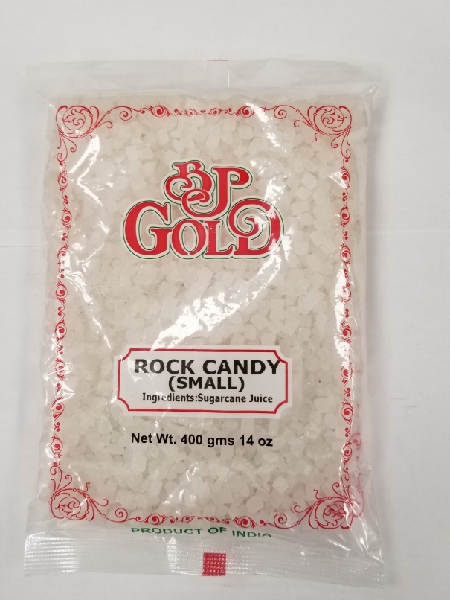 BJP
GOLD
ROCK CANDY
(SMALL)
Ingredients:Sugarcane Juice
Net Wt. 400 gms 14 oz
PRODUCT OF INDIA